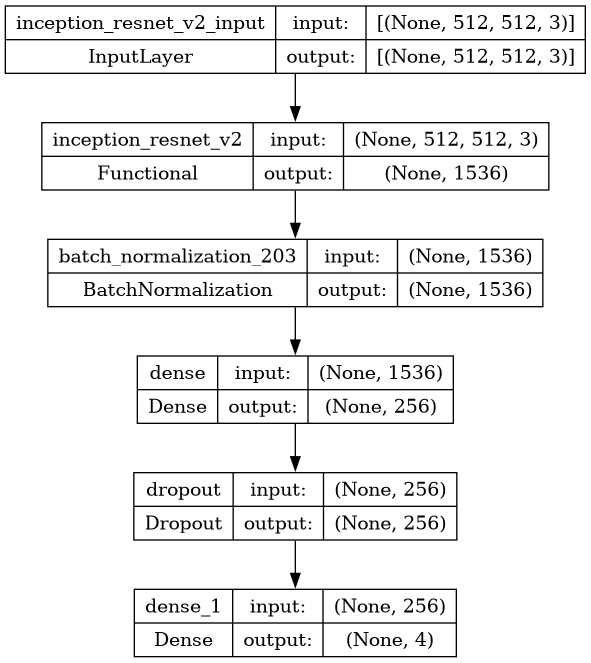 inception_resnet_v2_input input: [(None, 512, 512, 3)]
InputLayer output: [(None, 512, 512, 3)]
inception_resnet_v2 input: (None, 512, 512, 3)
Functional output: (None, 1536)
batch_normalization_203 input: (None, 1536)
BatchNormalization output: (None, 1536)
dense input: (None, 1536)
Dense output: (None, 256)
dropout input: (None, 256)
Dropout output: (None, 256)
dense_1 input: (None, 256)
Dense output: (None, 4)